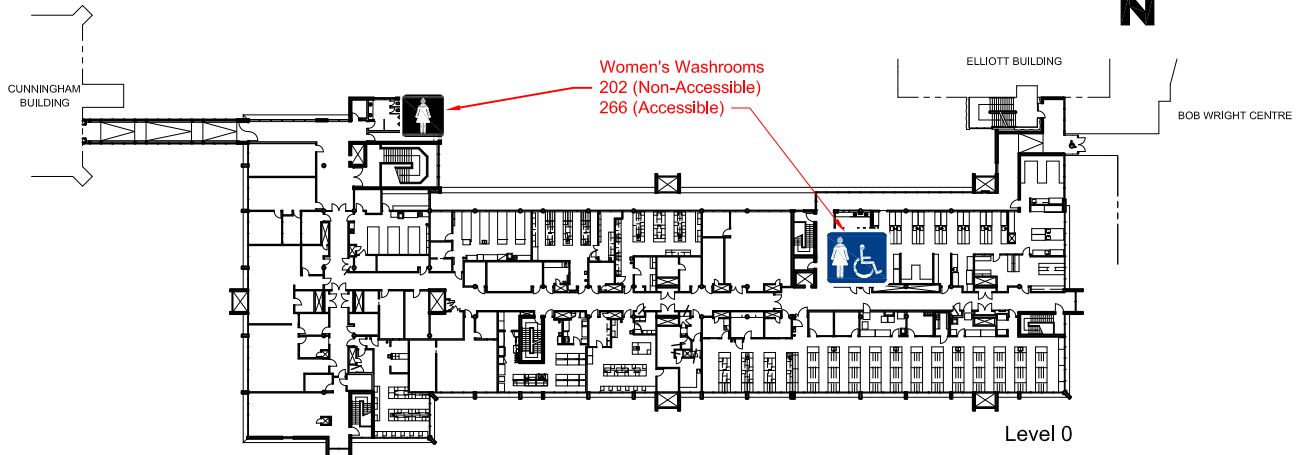 N
ELLIOTT BUILDING
Women's Washrooms
202 (Non-Accessible)
266 (Accessible)
CUNNINGHAM
BUILDING
BOB WRIGHT CENTRE
Level 0